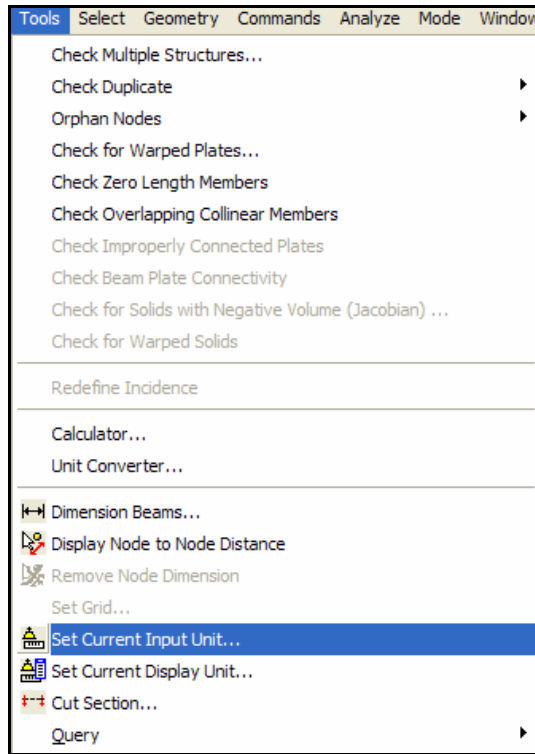 Tools Select Geometry Commands Analyze Mode Window
Check Multiple Structures...
Check Duplicate
Orphan Nodes
Check for Warped Plates...
Check Zero Length Members
Check Overlapping Collinear Members
Check Improperly Connected Plates
Check Beam Plate Connectivity
Check for Solids with Negative Volume (Jacobian) ...
Check for Warped Solids
Redefine Incidence
Calculator...
Unit Converter...
Dimension Beams...
Display Node to Node Distance
Remove Node Dimension
Set Grid...
Set Current Input Unit...
Set Current Display Unit...
Cut Section...
Query